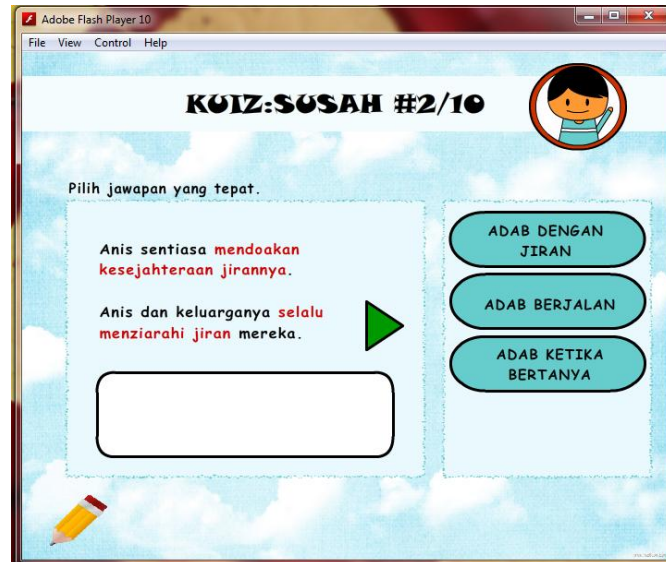 Adobe Flash Player 10
File View Control Help
KUIZ:SUSAH #2/10
Pilih jawapan yang tepat.
Anis sentiasa mendoakan
kesejahteraan jirannya.
Anis dan keluarganya selalu
menziarahi jiran mereka.
ADAB DENGAN
JIRAN
ADAB BERJALAN
ADAB KETIKA
BERTANYA